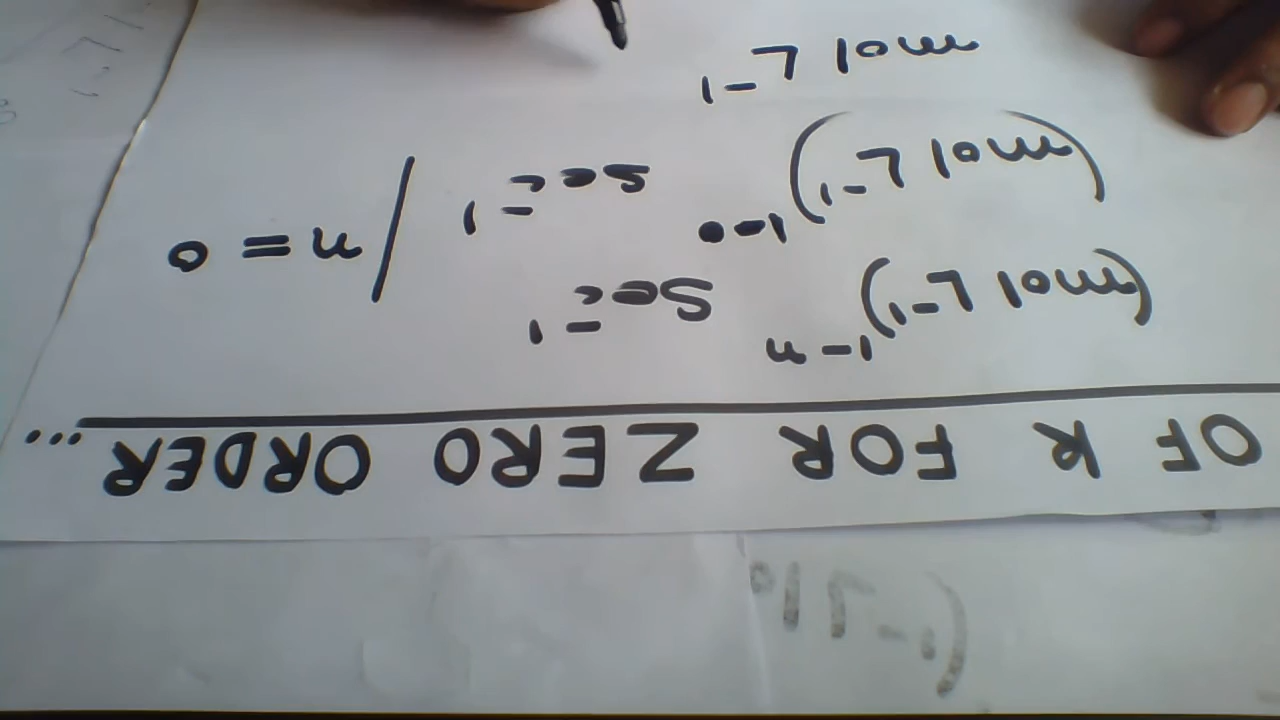 OF K FOR ZERO ORDER ...
(mol L-1)1-n Sec-1
(mol L-1)1-0 sec-1 / n = 0
mol L-1